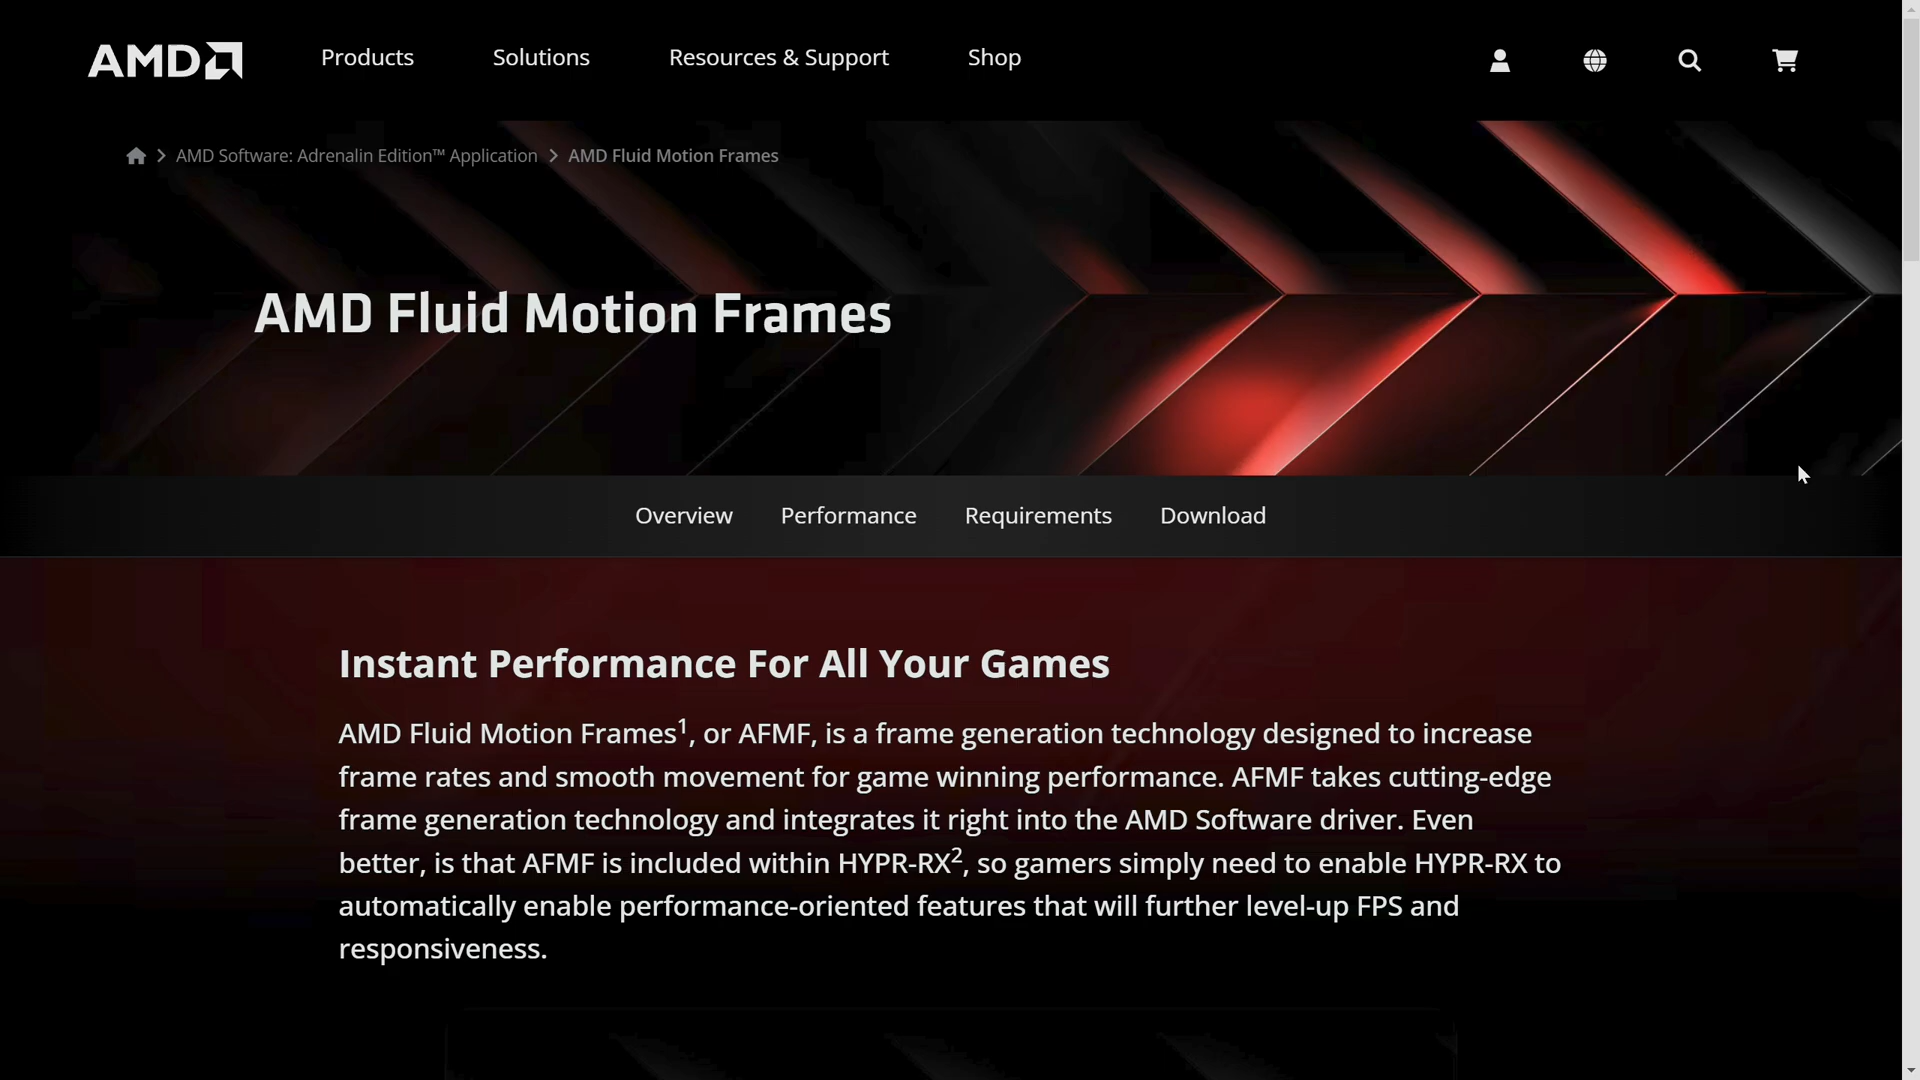 AMD
Products
Solutions
Resources & Support
Shop
AMD Software: Adrenalin Edition™ Application
AMD Fluid Motion Frames
AMD Fluid Motion Frames
Overview
Performance
Requirements
Download
Instant Performance For All Your Games
AMD Fluid Motion Frames¹, or AFMF, is a frame generation technology designed to increase
frame rates and smooth movement for game winning performance. AFMF takes cutting-edge
frame generation technology and integrates it right into the AMD Software driver. Even
better, is that AFMF is included within HYPR-RX², so gamers simply need to enable HYPR-RX to
automatically enable performance-oriented features that will further level-up FPS and
responsiveness.